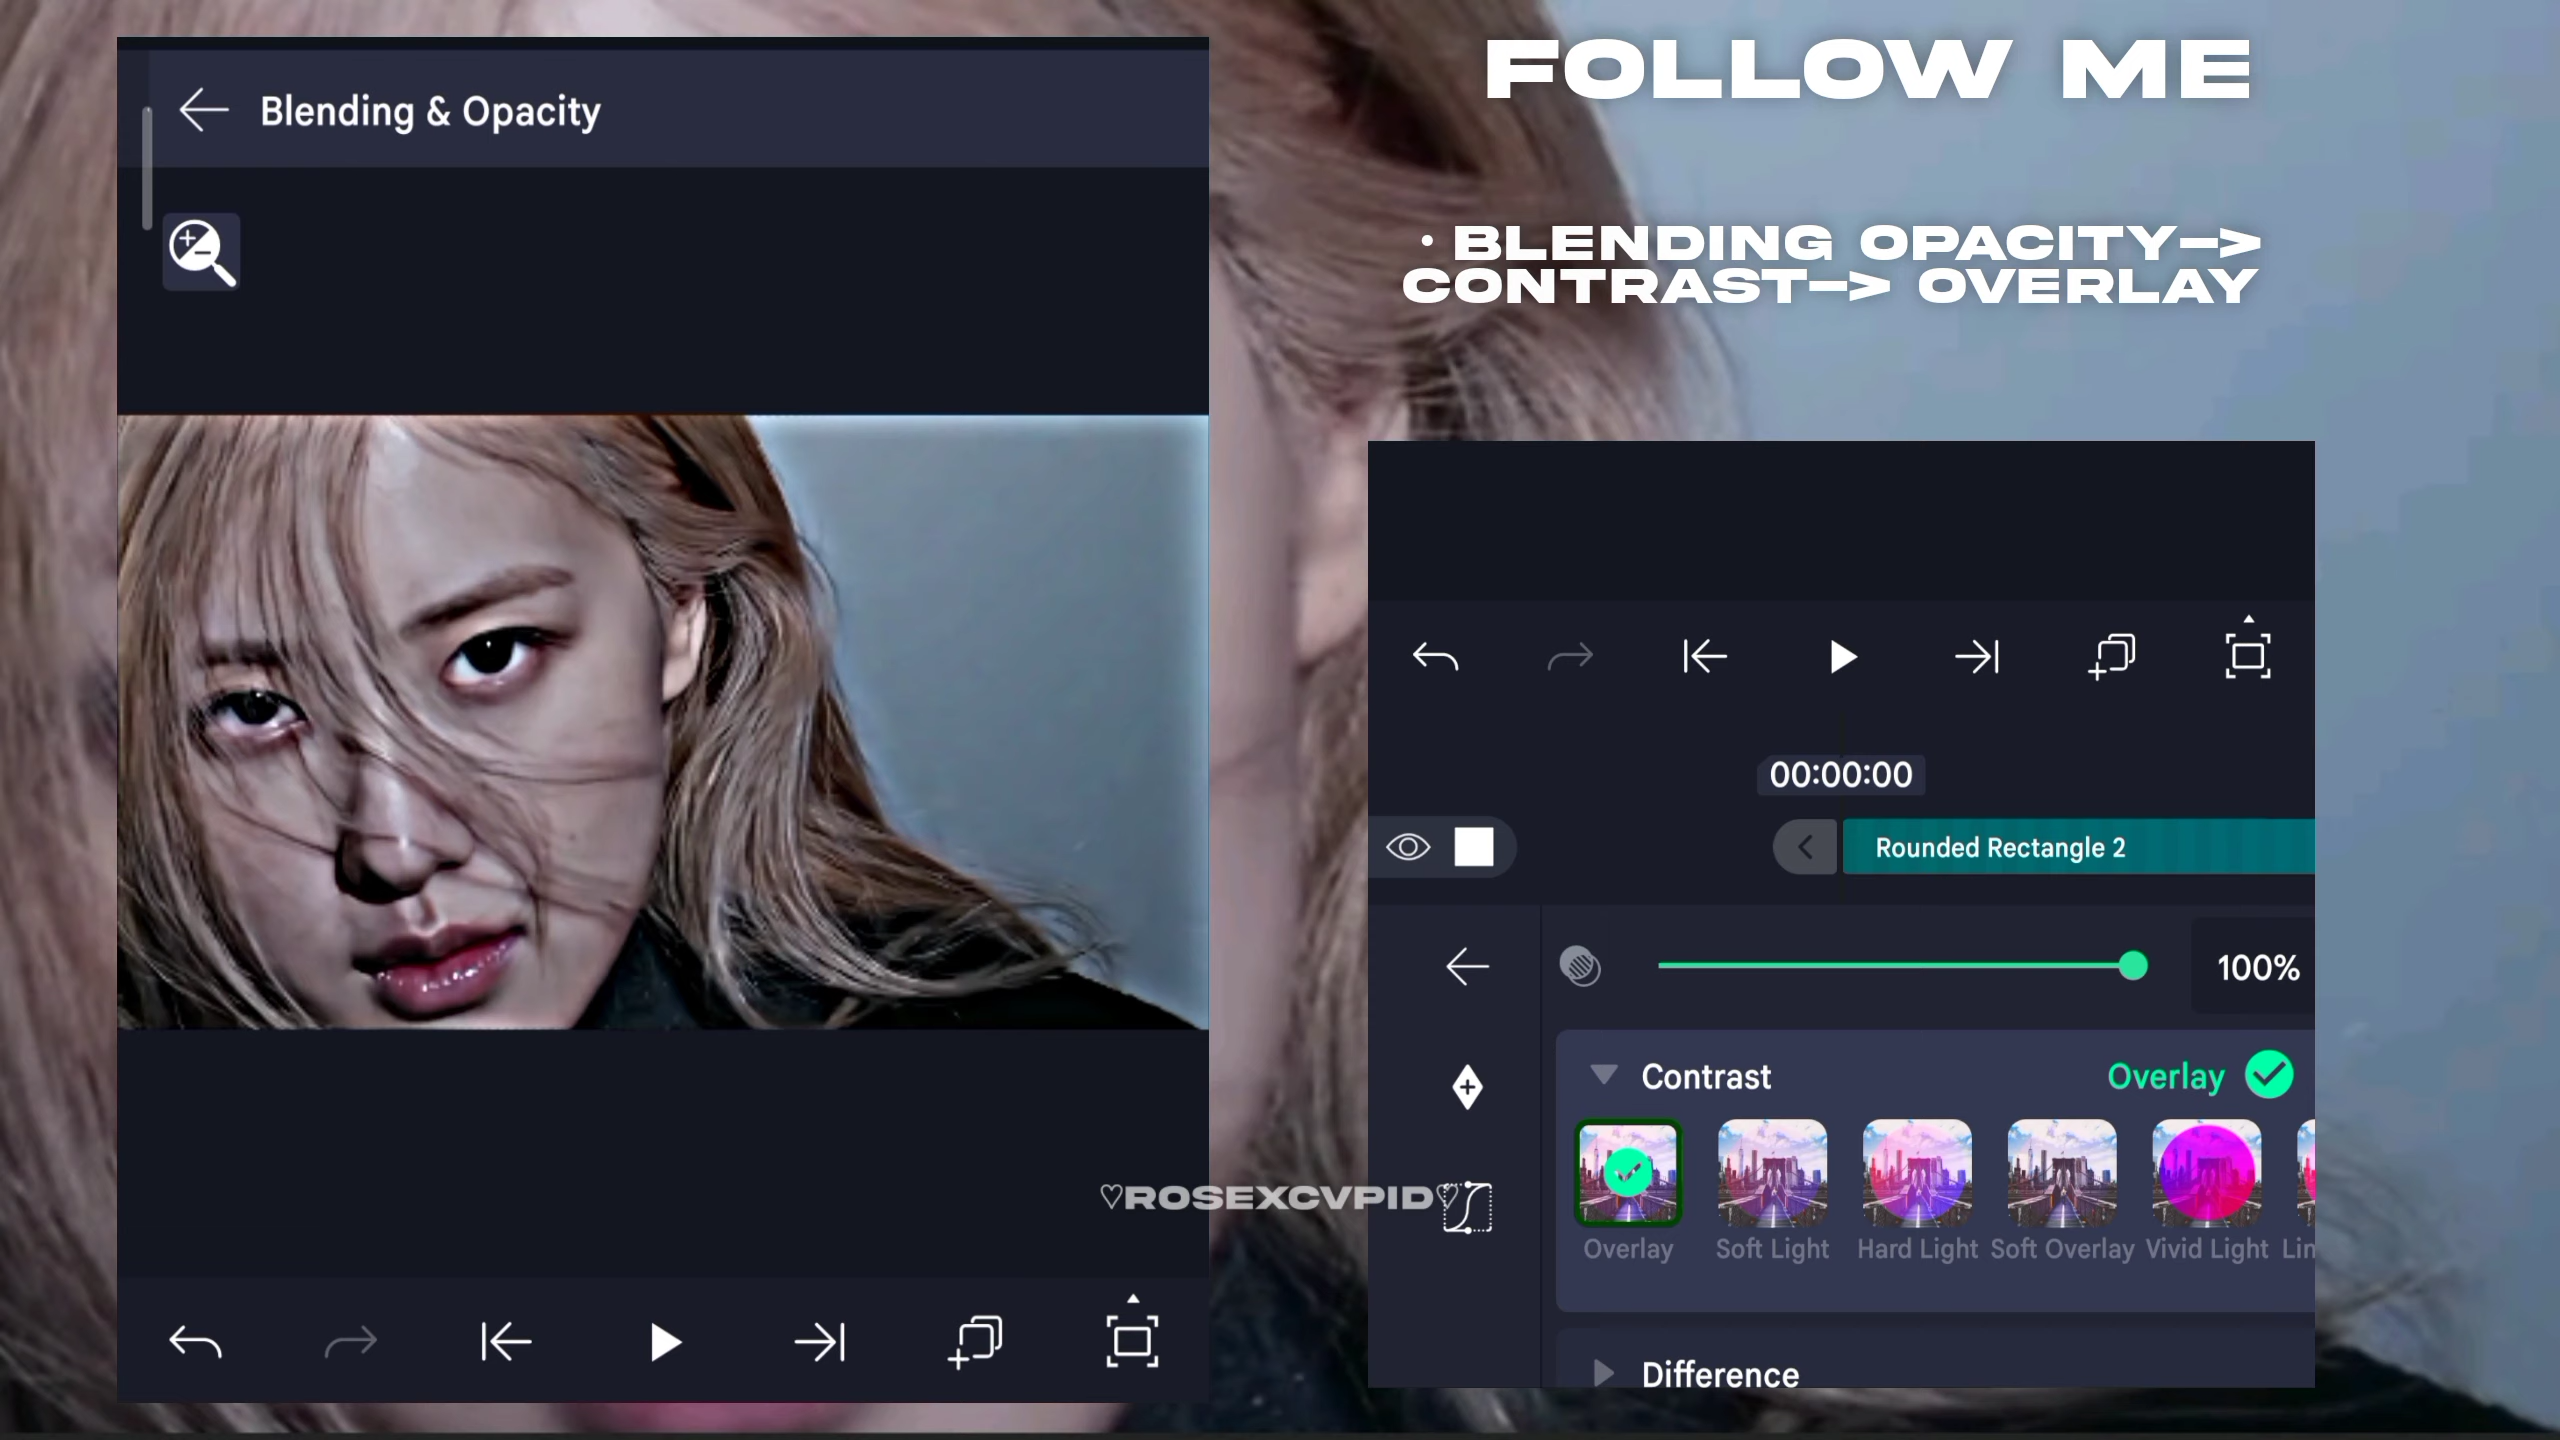 Blending & Opacity
FOLLOW ME
• BLENDING OPACITY->
CONTRAST-> OVERLAY
00:00:00
Rounded Rectangle 2
100%
Contrast
Overlay
Overlay
Soft Light
Hard Light
Soft Overlay
Vivid Light
Lin
♡ROSEXCVPID♡
Difference